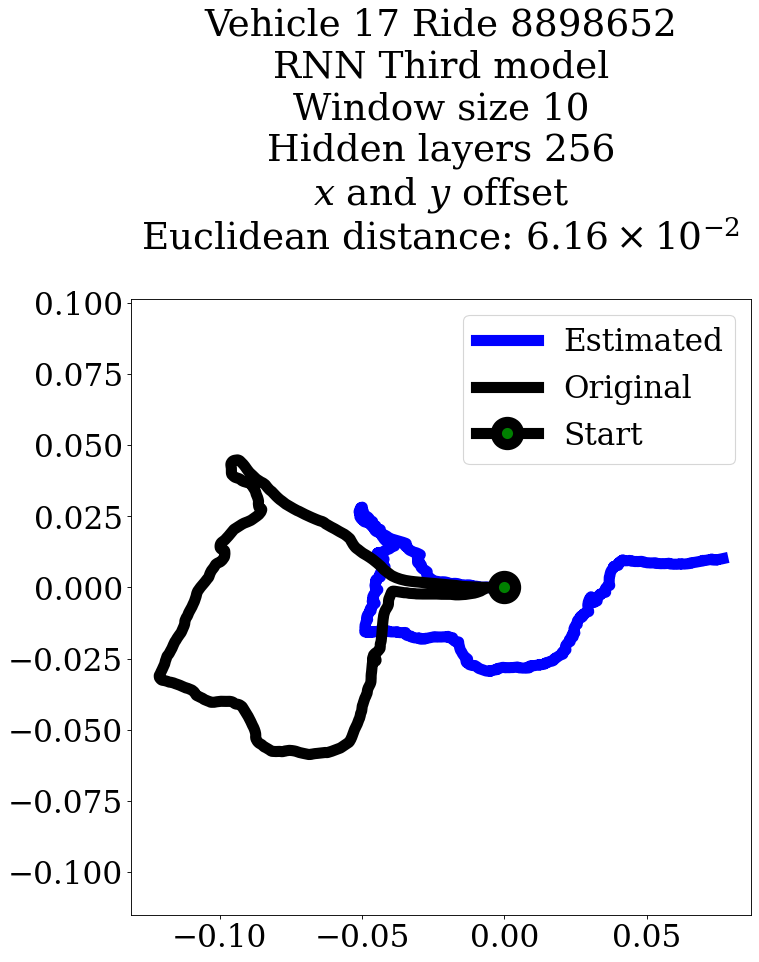 Vehicle 17 Ride 8898652
RNN Third model
Window size 10
Hidden layers 256
x and y offset
Euclidean distance: 6.16 × 10⁻²
Estimated
Original
Start
0.100
0.075
0.050
0.025
0.000
−0.025
−0.050
−0.075
−0.100
−0.10 −0.05 0.00 0.05